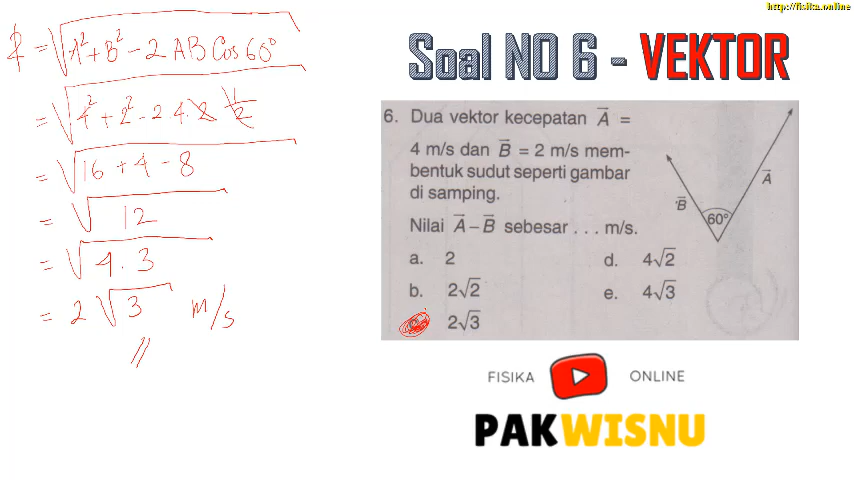 http://fisika.online
R = √A² + B² - 2 AB Cos 60°
= √4² + 2² - 2 4 . 2 1/2
= √16 + 4 - 8
= √12
= √4 . 3
= 2 √3 m/s
//
Soal NO 6 - VEKTOR
6. Dua vektor kecepatan A⃗ =
4 m/s dan B⃗ = 2 m/s mem-
bentuk sudut seperti gambar
di samping.
Nilai A⃗ – B⃗ sebesar . . . m/s.
a. 2
b. 2√2
2√3
d. 4√2
e. 4√3
B⃗
60°
A⃗
FISIKA ONLINE
PAKWISNU